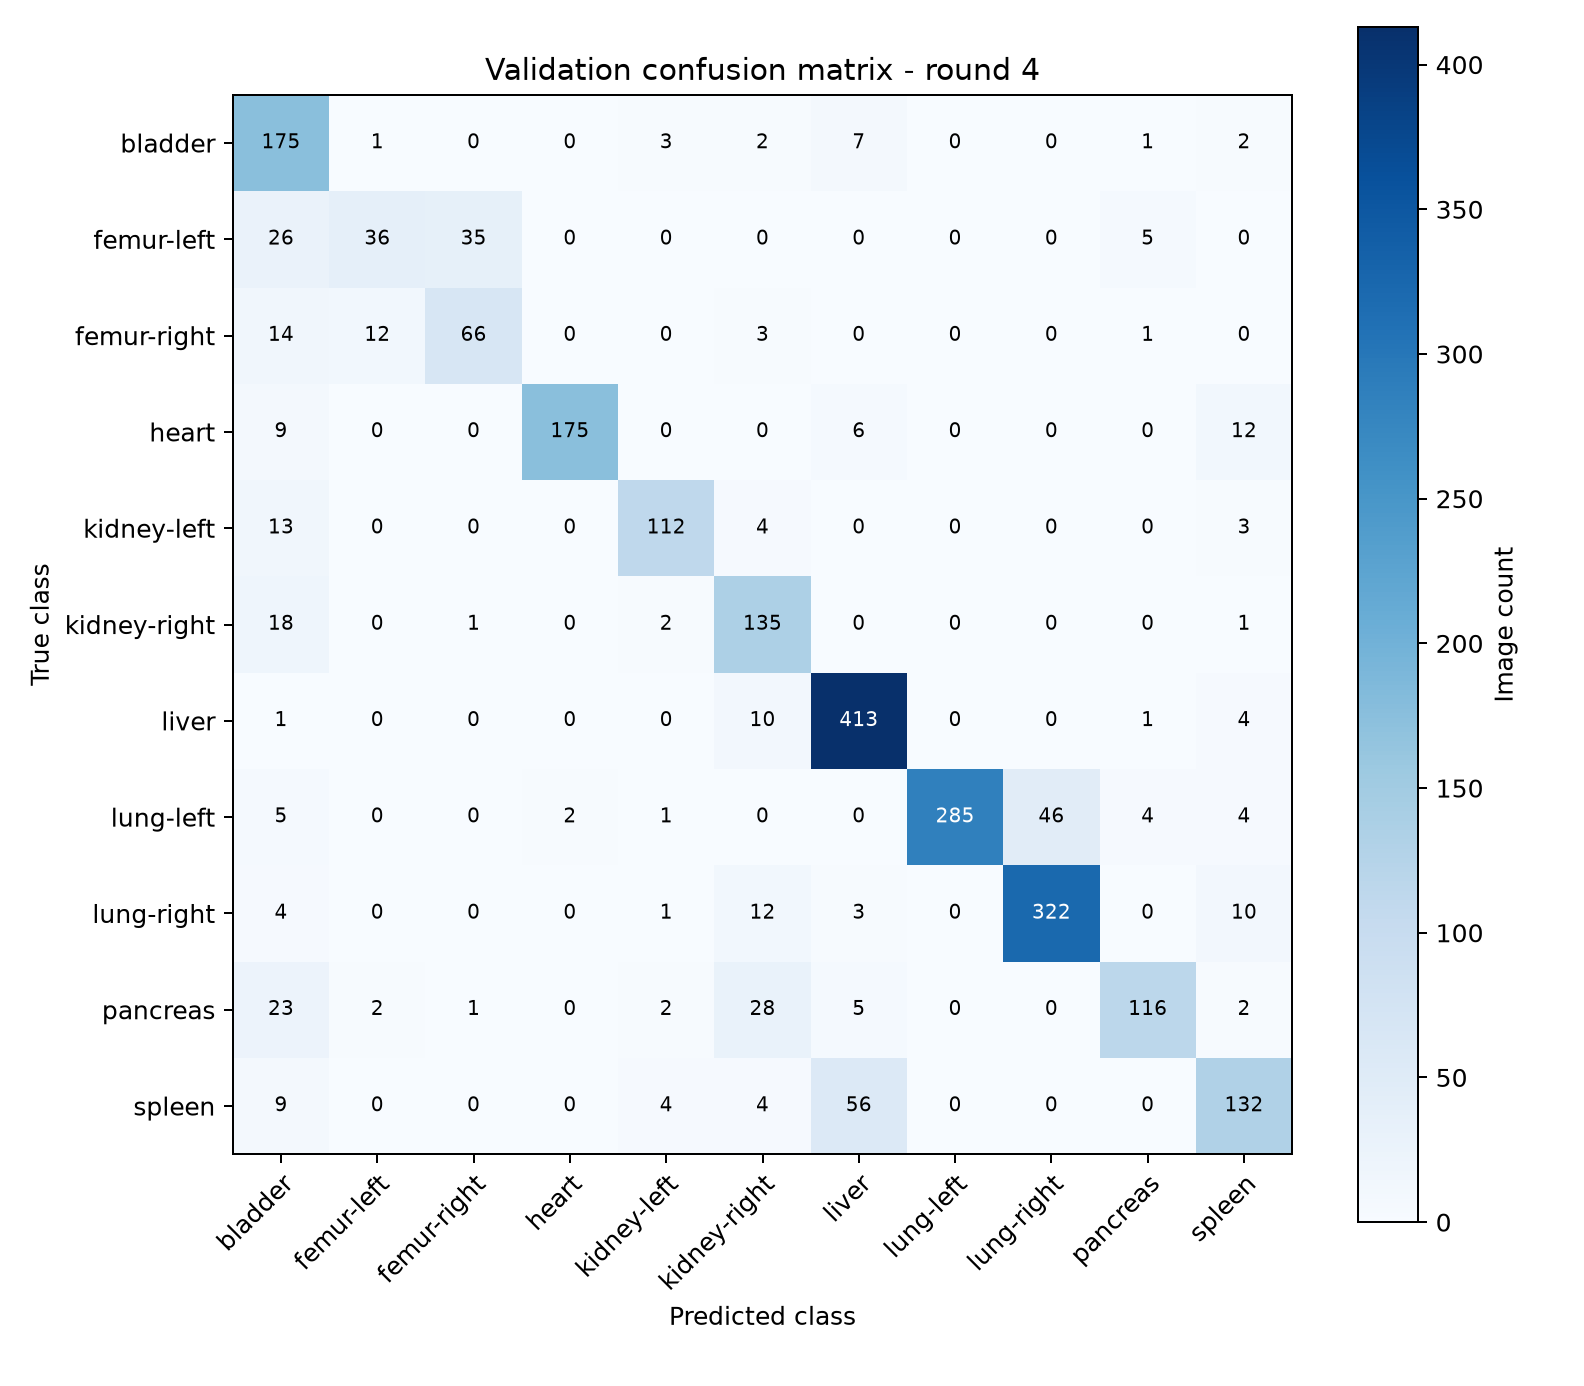 Validation confusion matrix - round 4
bladder 175 1 0 0 3 2 7 0 0 1 2
femur-left 26 36 35 0 0 0 0 0 0 5 0
femur-right 14 12 66 0 0 3 0 0 0 1 0
heart 9 0 0 175 0 0 6 0 0 0 12
kidney-left 13 0 0 0 112 4 0 0 0 0 3
kidney-right 18 0 1 0 2 135 0 0 0 0 1
liver 1 0 0 0 0 10 413 0 0 1 4
lung-left 5 0 0 2 1 0 0 285 46 4 4
lung-right 4 0 0 0 1 12 3 0 322 0 10
pancreas 23 2 1 0 2 28 5 0 0 116 2
spleen 9 0 0 0 4 4 56 0 0 0 132
True class
bladder femur-left femur-right heart kidney-left kidney-right liver lung-left lung-right pancreas spleen
Predicted class
400
350
300
250
200
150
100
50
0
Image count